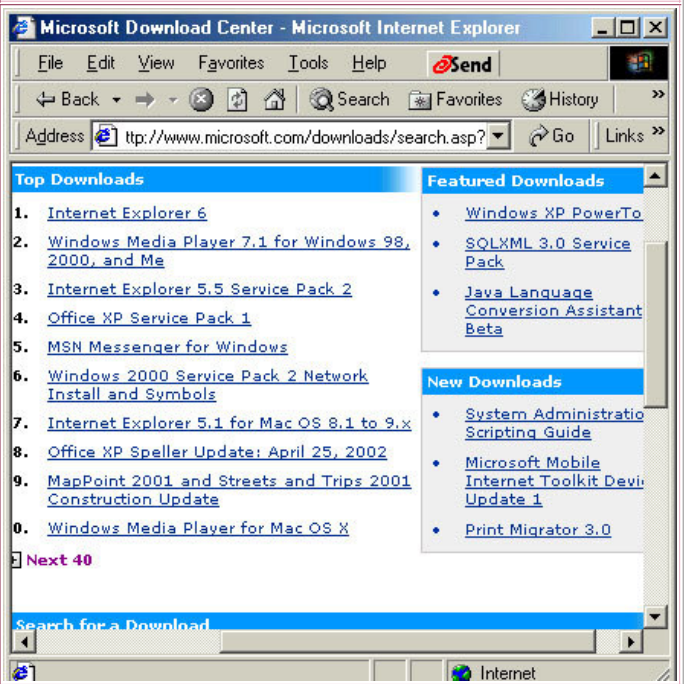 Microsoft Download Center - Microsoft Internet Explorer
File Edit View Favorites Tools Help @Send
Back Search Favorites History »
Address ttp://www.microsoft.com/downloads/search.asp? Go Links »
Top Downloads
1. Internet Explorer 6
2. Windows Media Player 7.1 for Windows 98,
2000, and Me
3. Internet Explorer 5.5 Service Pack 2
4. Office XP Service Pack 1
5. MSN Messenger for Windows
6. Windows 2000 Service Pack 2 Network
Install and Symbols
7. Internet Explorer 5.1 for Mac OS 8.1 to 9.x
8. Office XP Speller Update: April 25, 2002
9. MapPoint 2001 and Streets and Trips 2001
Construction Update
0. Windows Media Player for Mac OS X
Next 40
Featured Downloads
• Windows XP PowerTo
• SQLXML 3.0 Service
Pack
• Java Language
Conversion Assistant
Beta
New Downloads
• System Administratio
Scripting Guide
• Microsoft Mobile
Internet Toolkit Devi
Update 1
• Print Migrator 3.0
Search for a Download
Internet